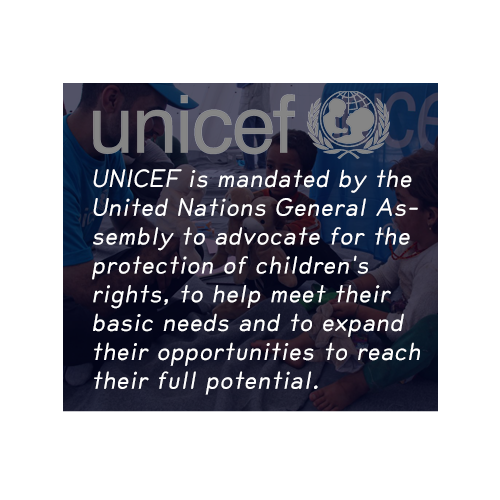 unicef
UNICEF is mandated by the
United Nations General As-
sembly to advocate for the
protection of children's
rights, to help meet their
basic needs and to expand
their opportunities to reach
their full potential.